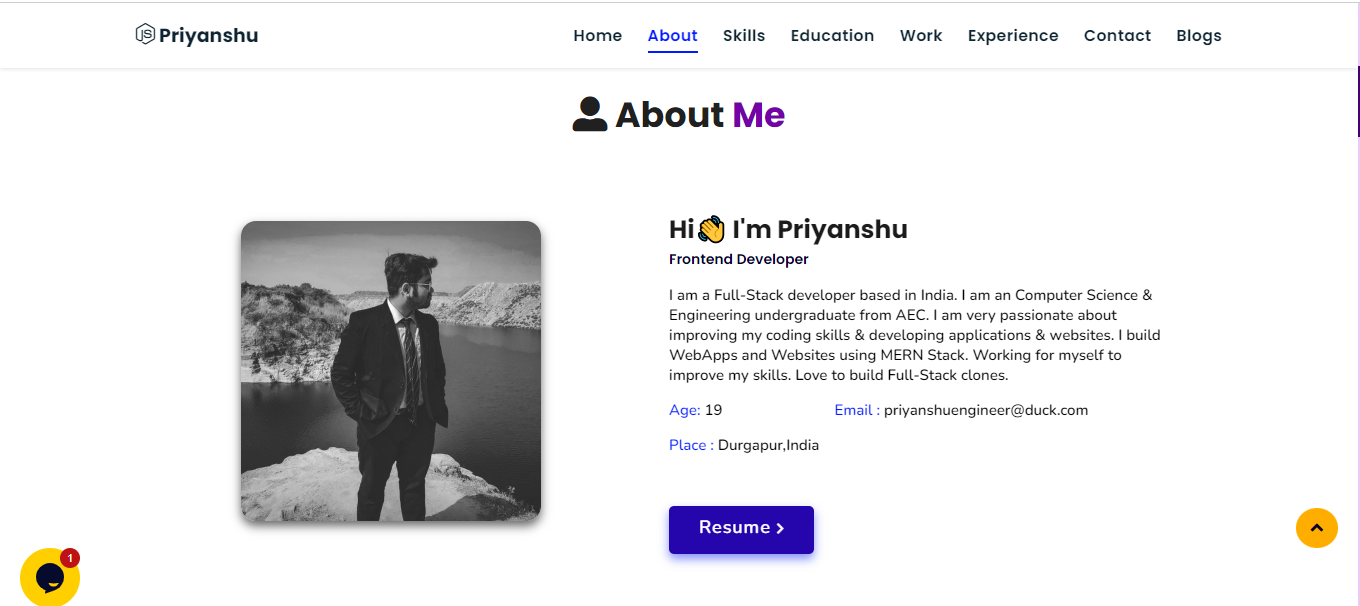 Priyanshu
Home About Skills Education Work Experience Contact Blogs
About Me
Hi👋 I'm Priyanshu
Frontend Developer
I am a Full-Stack developer based in India. I am an Computer Science &
Engineering undergraduate from AEC. I am very passionate about
improving my coding skills & developing applications & websites. I build
WebApps and Websites using MERN Stack. Working for myself to
improve my skills. Love to build Full-Stack clones.
Age: 19 Email : priyanshuengineer@duck.com
Place : Durgapur,India
Resume
1